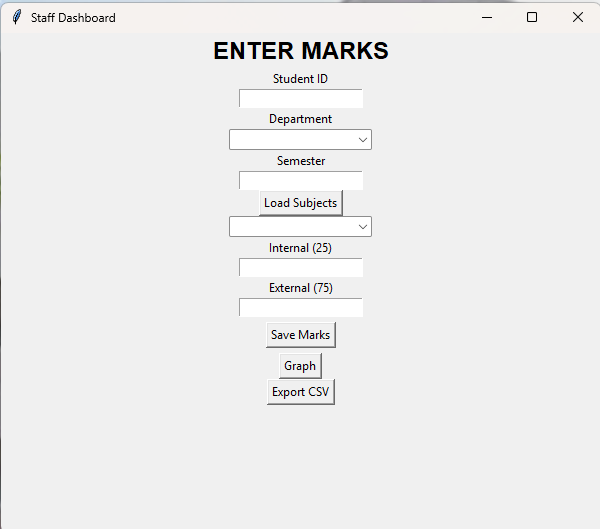 Staff Dashboard
ENTER MARKS
Student ID
Department
Semester
Load Subjects
Internal (25)
External (75)
Save Marks
Graph
Export CSV